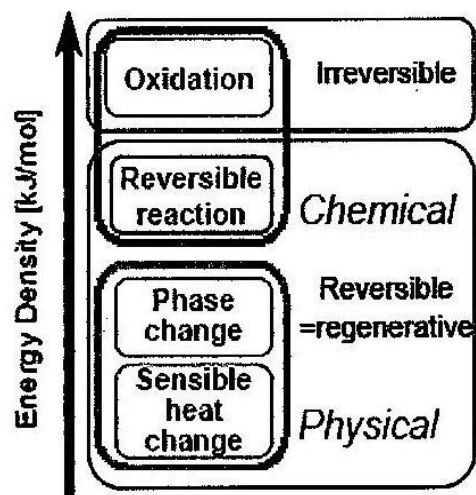 Energy Density [kJ/mol]
Oxidation
Irreversible
Reversible
reaction
Chemical
Phase
change
Reversible
=regenerative
Sensible
heat
change
Physical